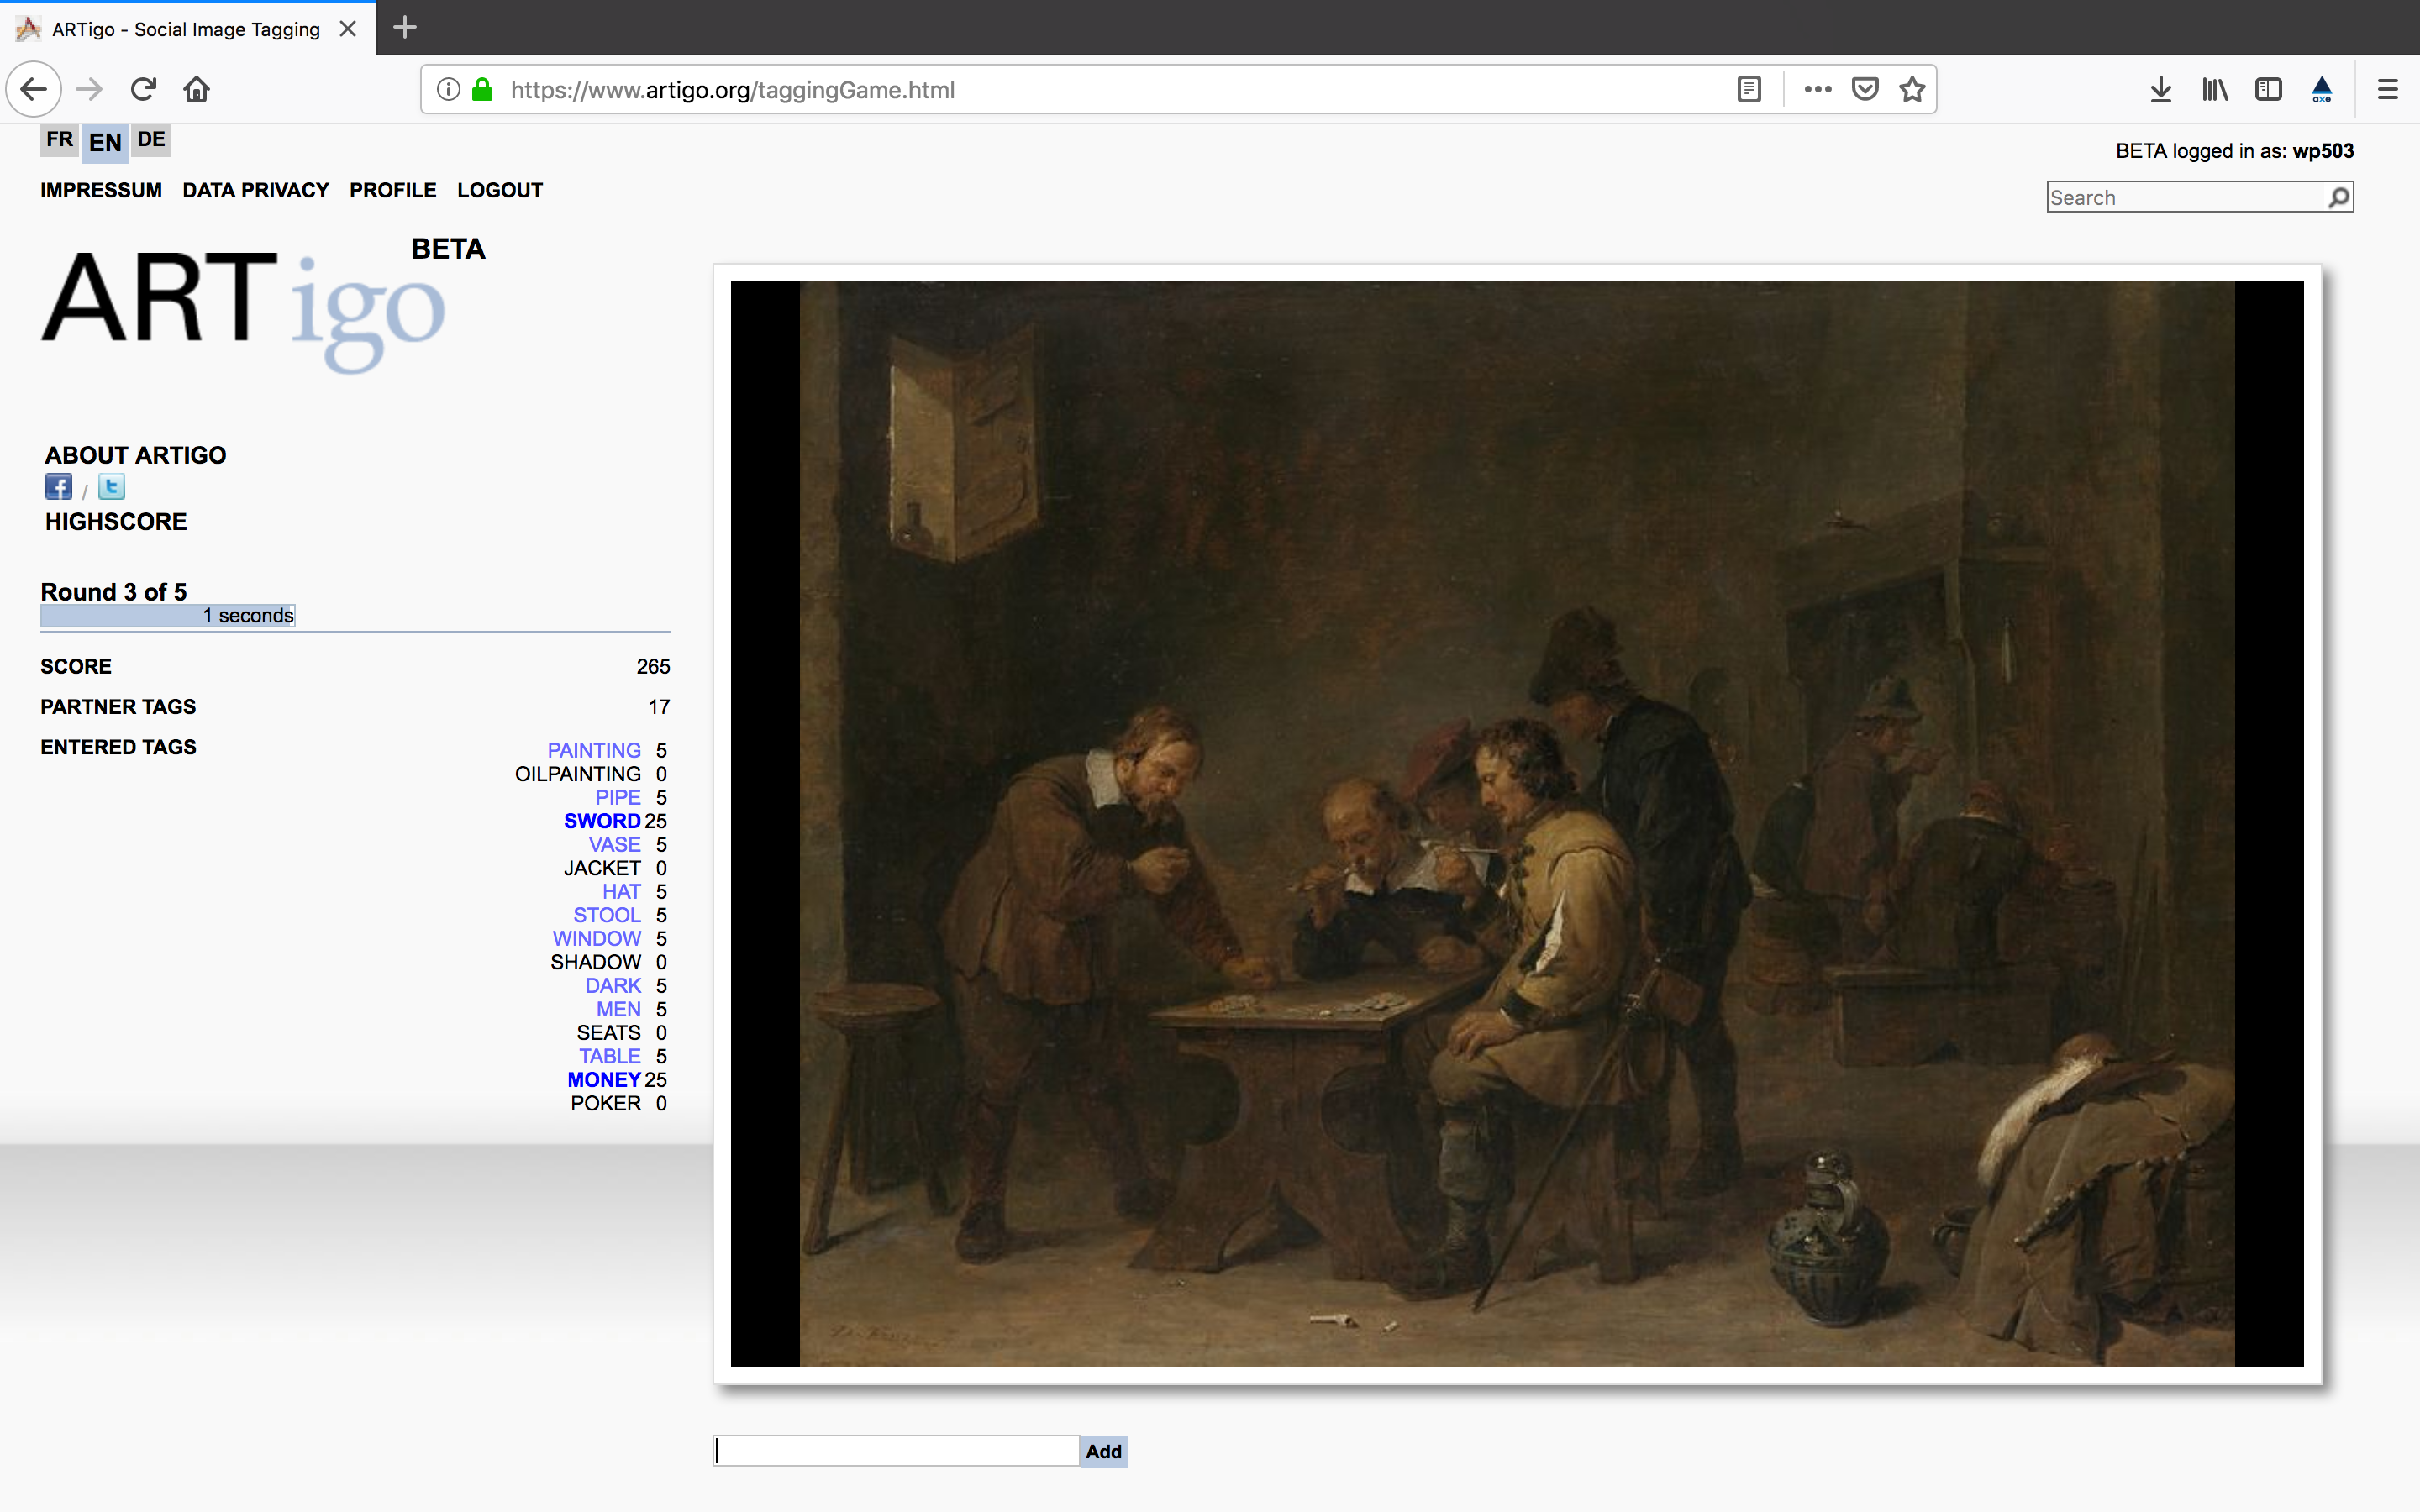 ARTigo - Social Image Tagging
https://www.artigo.org/taggingGame.html
axe
FR EN DE
BETA logged in as: wp503
IMPRESSUM DATA PRIVACY PROFILE LOGOUT
Search
BETA
ARTigo
ABOUT ARTIGO
f / t
HIGHSCORE
Round 3 of 5
1 seconds
SCORE 265
PARTNER TAGS 17
ENTERED TAGS
PAINTING 5
OILPAINTING 0
PIPE 5
SWORD 25
VASE 5
JACKET 0
HAT 5
STOOL 5
WINDOW 5
SHADOW 0
DARK 5
MEN 5
SEATS 0
TABLE 5
MONEY 25
POKER 0
Add